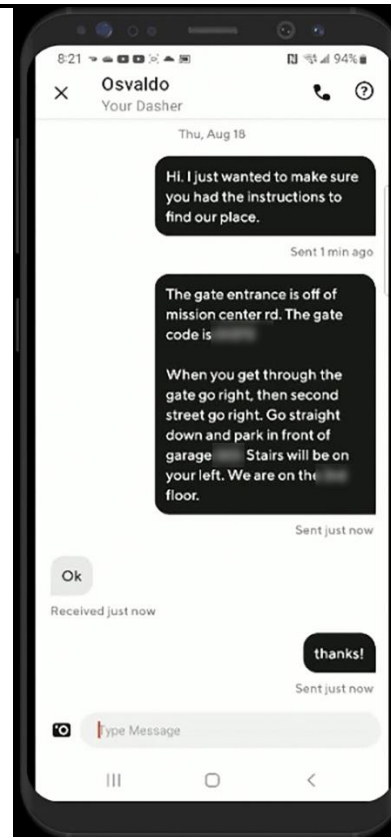 8:21
94%
Osvaldo
Your Dasher
Thu, Aug 18
Hi. I just wanted to make sure
you had the instructions to
find our place.
Sent 1 min ago
The gate entrance is off of
mission center rd. The gate
code is
When you get through the
gate go right, then second
street go right. Go straight
down and park in front of
garage Stairs will be on
your left. We are on the
floor.
Sent just now
Ok
Received just now
thanks!
Sent just now
Type Message